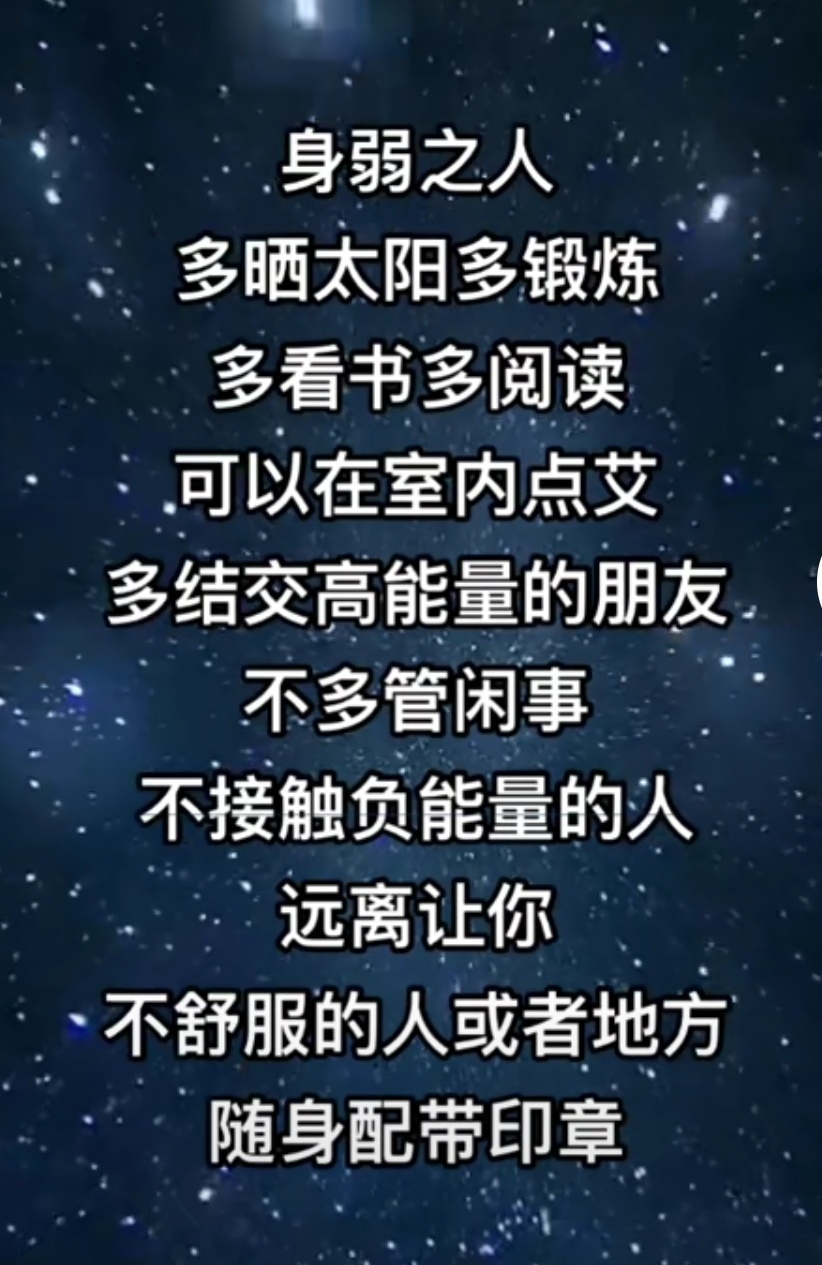 身弱之人
多晒太阳多锻炼
多看书多阅读
可以在室内点艾
多结交高能量的朋友
不多管闲事
不接触负能量的人
远离让你
不舒服的人或者地方
随身配带印章